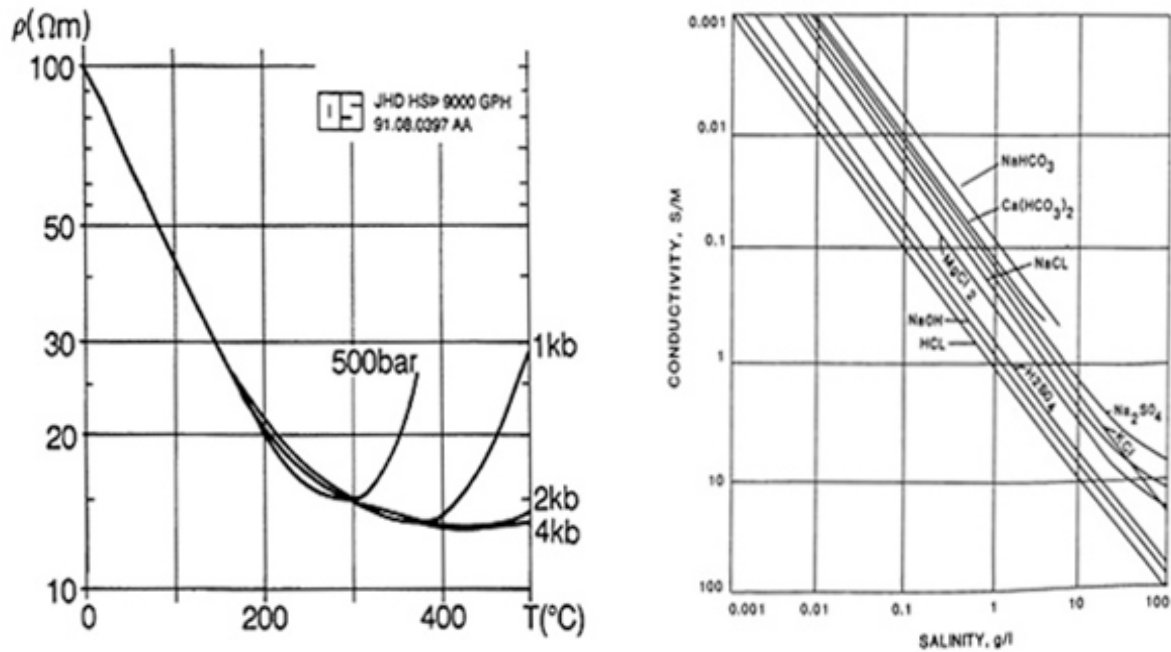 ρ(Ωm)
100
50
30
20
10
JHD HSÞ 9000 GPH
91.08.0397 AA
500bar
1kb
2kb
4kb
0
200
400
T(°C)
0.001
0.01
0.1
1
10
100
CONDUCTIVITY, S/M
NaHCO3
Ca(HCO3)2
NaCL
MgCl2
NaOH
HCL
H2SO4
Na2SO4
KCl
0.001
0.01
0.1
1
10
100
SALINITY, g/l